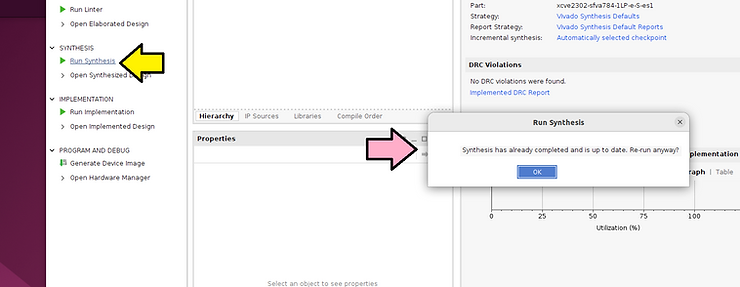 Run Linter
Open Elaborated Design
SYNTHESIS
Run Synthesis
Open Synthesized Design
IMPLEMENTATION
Run Implementation
Open Implemented Design
PROGRAM AND DEBUG
Generate Device Image
Open Hardware Manager
Hierarchy IP Sources Libraries Compile Order
Properties
Select an object to see properties
Part: xcve2302-sfva784-1LP-e-S-es1
Strategy: Vivado Synthesis Defaults
Report Strategy: Vivado Synthesis Default Reports
Incremental synthesis: Automatically selected checkpoint
DRC Violations
No DRC violations were found.
Implemented DRC Report
Run Synthesis
Synthesis has already completed and is up to date. Re-run anyway?
OK
plementation
raph | Table
0 25 50 75 100
Utilization (%)